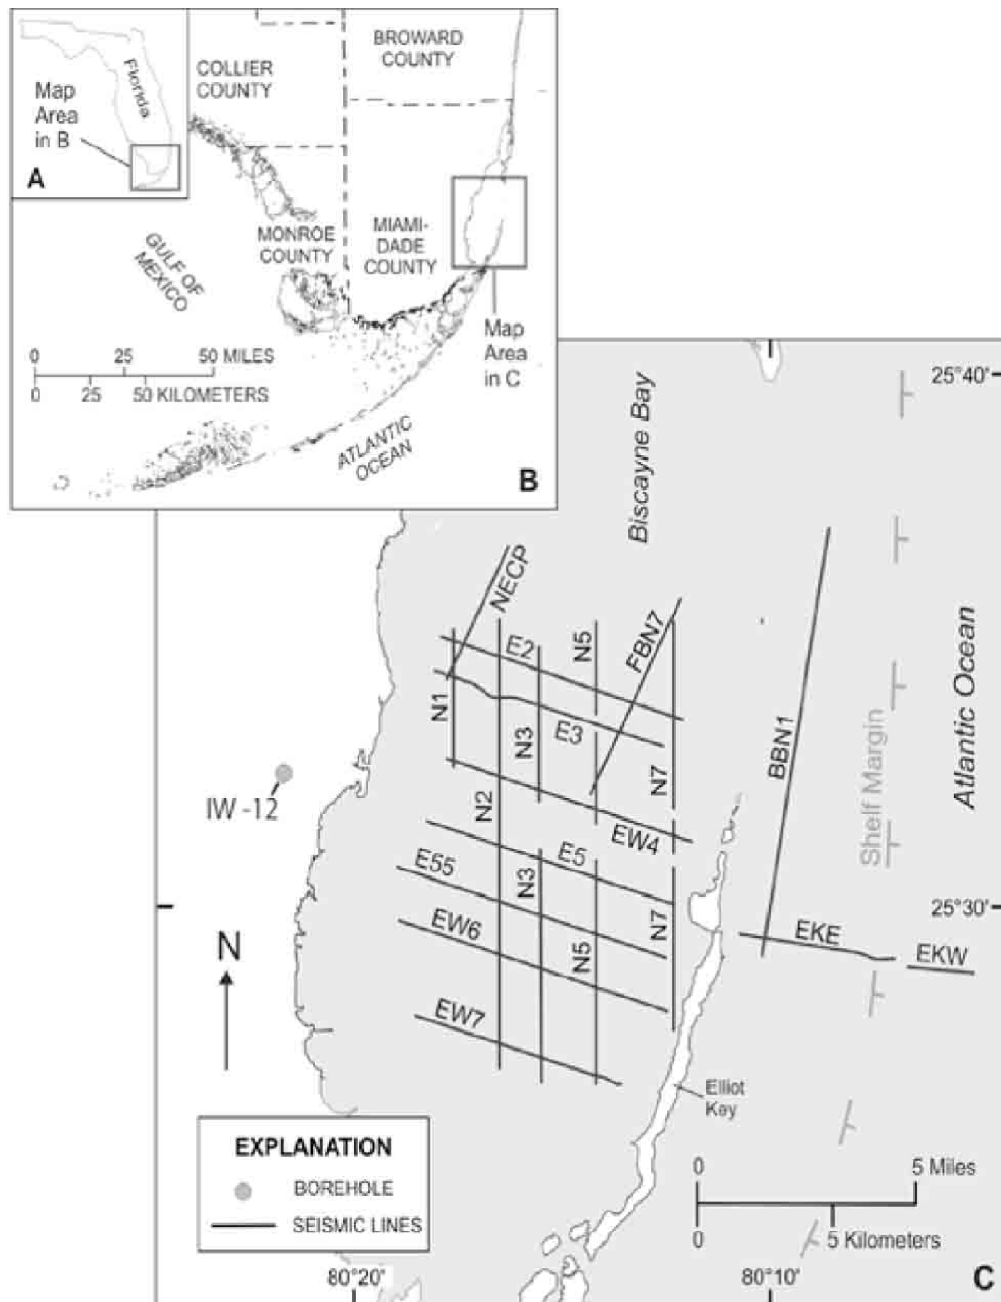 Florida
Map
Area
in B
A
COLLIER
COUNTY
BROWARD
COUNTY
MONROE
COUNTY
MIAMI-
DADE
COUNTY
GULF OF
MEXICO
0 25 50 MILES
0 25 50 KILOMETERS
Map
Area
in C
ATLANTIC
OCEAN
B
25°40'
Biscayne Bay
Atlantic Ocean
Shelf Margin
NECP
E2
N5
FBN7
N1
N3
E3
N7
BBN1
IW -12
N2
EW4
E5
E55
N3
N7
25°30'
EW6
N5
EKE
EKW
N
EW7
Elliot
Key
EXPLANATION
BOREHOLE
SEISMIC LINES
0 5 Miles
0 5 Kilometers
80°20'
80°10'
C